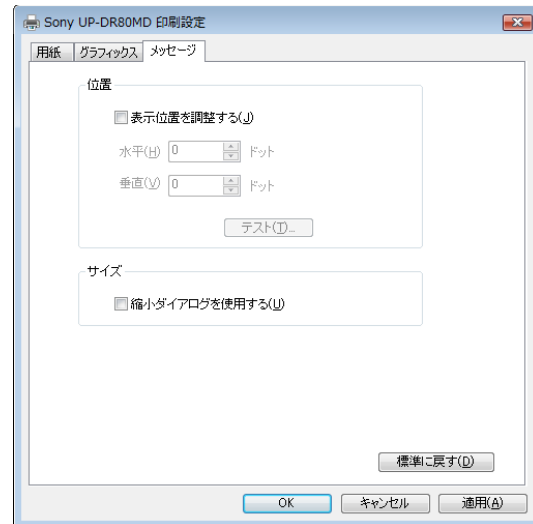 Sony UP-DR80MD 印刷設定
用紙 グラフィックス メッセージ
位置
表示位置を調整する(J)
水平(H) 0 ドット
垂直(V) 0 ドット
テスト(T)...
サイズ
縮小ダイアログを使用する(U)
標準に戻す(D)
OK キャンセル 適用(A)